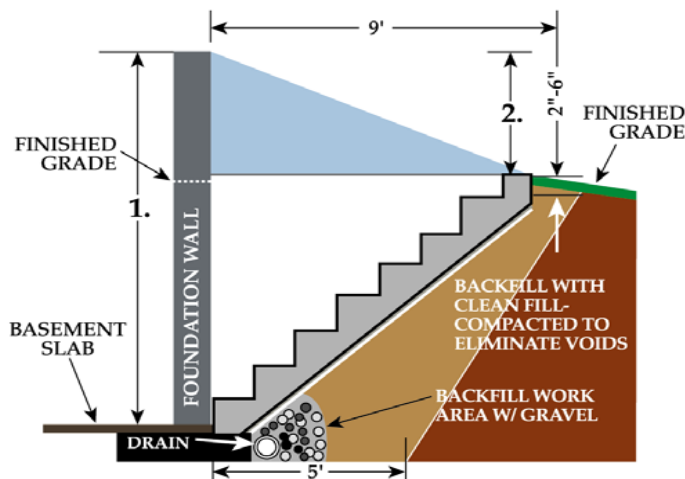 9'
2"-6"
2.
FINISHED
GRADE
FINISHED
GRADE
1.
FOUNDATION WALL
BASEMENT
SLAB
BACKFILL WITH
CLEAN FILL-
COMPACTED TO
ELIMINATE VOIDS
BACKFILL WORK
AREA W/ GRAVEL
DRAIN
5'